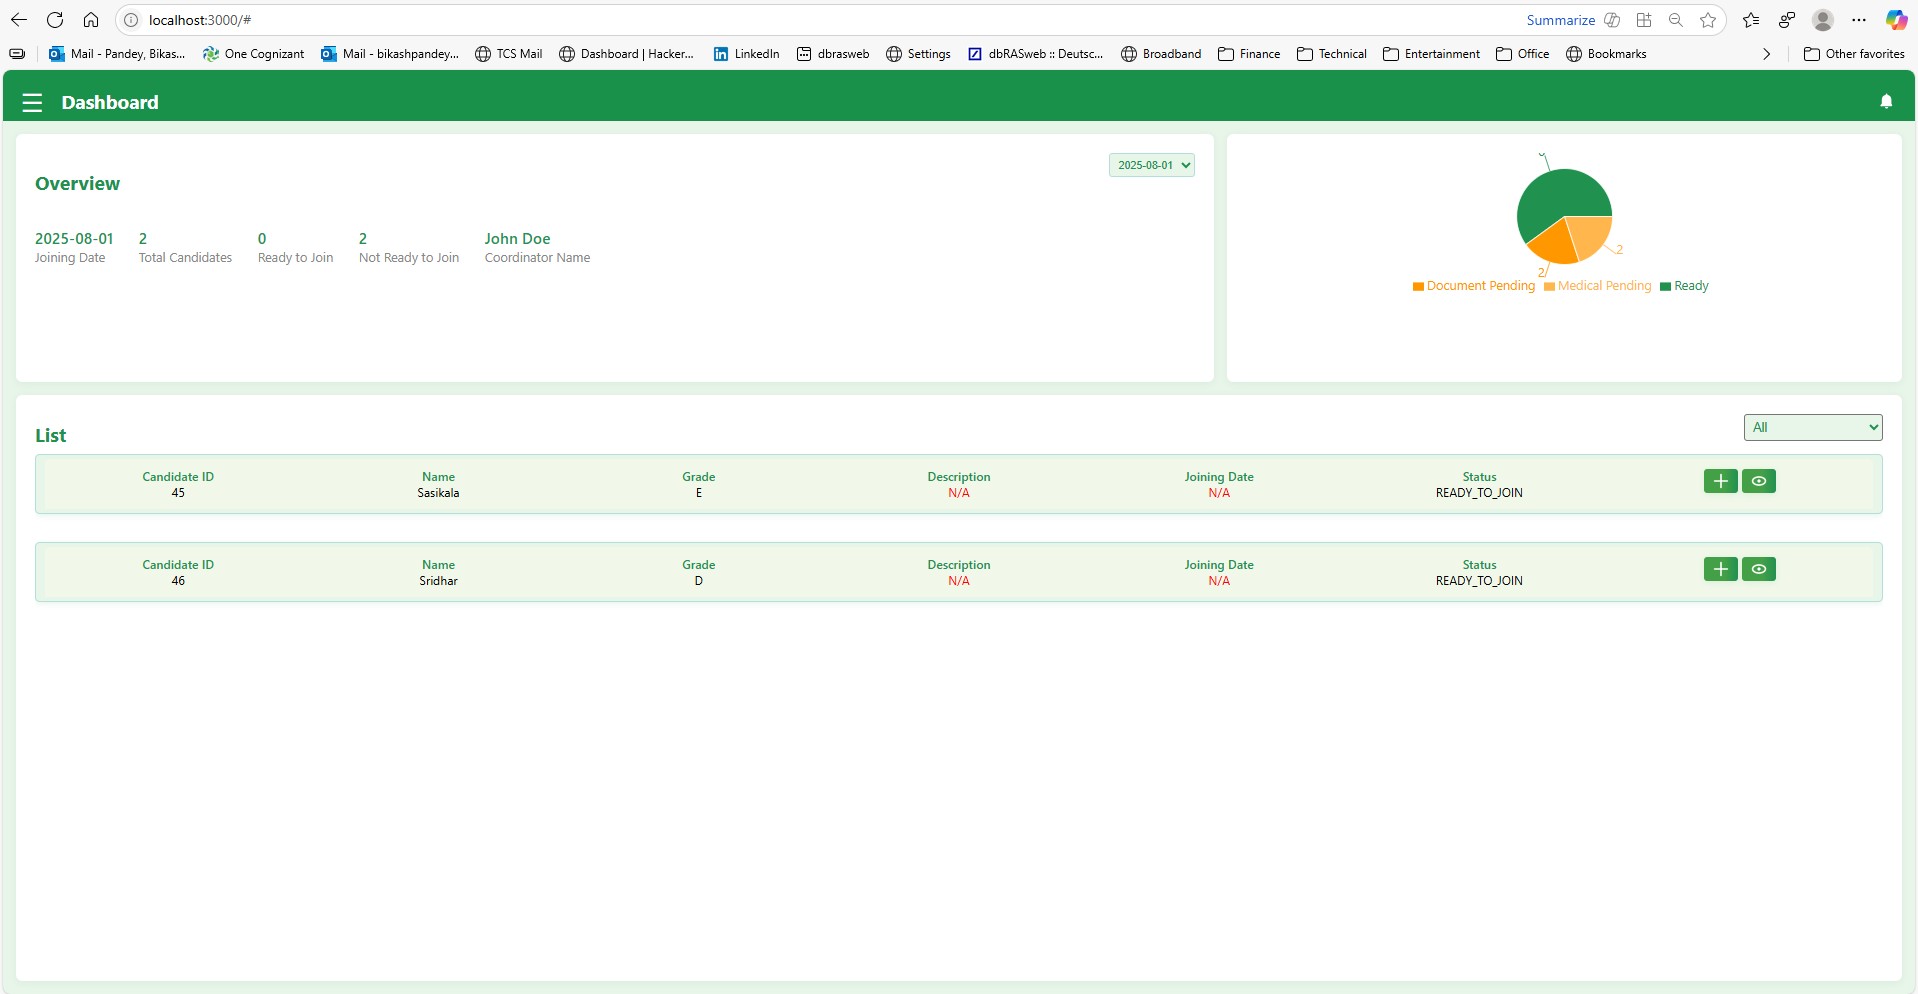 localhost:3000/#
Summarize
Mail - Pandey, Bikas...
One Cognizant
Mail - bikashpandey...
TCS Mail
Dashboard | Hacker...
LinkedIn
dbrasweb
Settings
dbRASweb :: Deutsc...
Broadband
Finance
Technical
Entertainment
Office
Bookmarks
Other favorites
Dashboard
2025-08-01
Overview
2025-08-01
Joining Date
2
Total Candidates
0
Ready to Join
2
Not Ready to Join
John Doe
Coordinator Name
2
2
Document Pending
Medical Pending
Ready
List
All
Candidate ID Name Grade Description Joining Date Status
45 Sasikala E N/A N/A READY_TO_JOIN
Candidate ID Name Grade Description Joining Date Status
46 Sridhar D N/A N/A READY_TO_JOIN